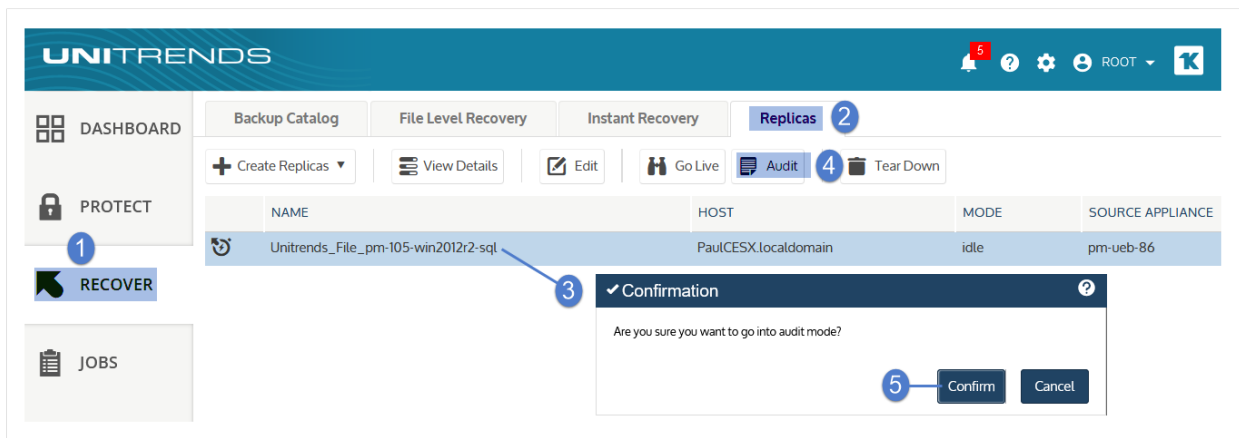 UNITRENDS
5
? ROOT
DASHBOARD
Backup Catalog File Level Recovery Instant Recovery Replicas 2
Create Replicas View Details Edit Go Live Audit 4 Tear Down
PROTECT
NAME HOST MODE SOURCE APPLIANCE
1
Unitrends_File_pm-105-win2012r2-sql PaulCESX.localdomain idle pm-ueb-86
RECOVER
3
Confirmation ?
Are you sure you want to go into audit mode?
JOBS
5 Confirm Cancel